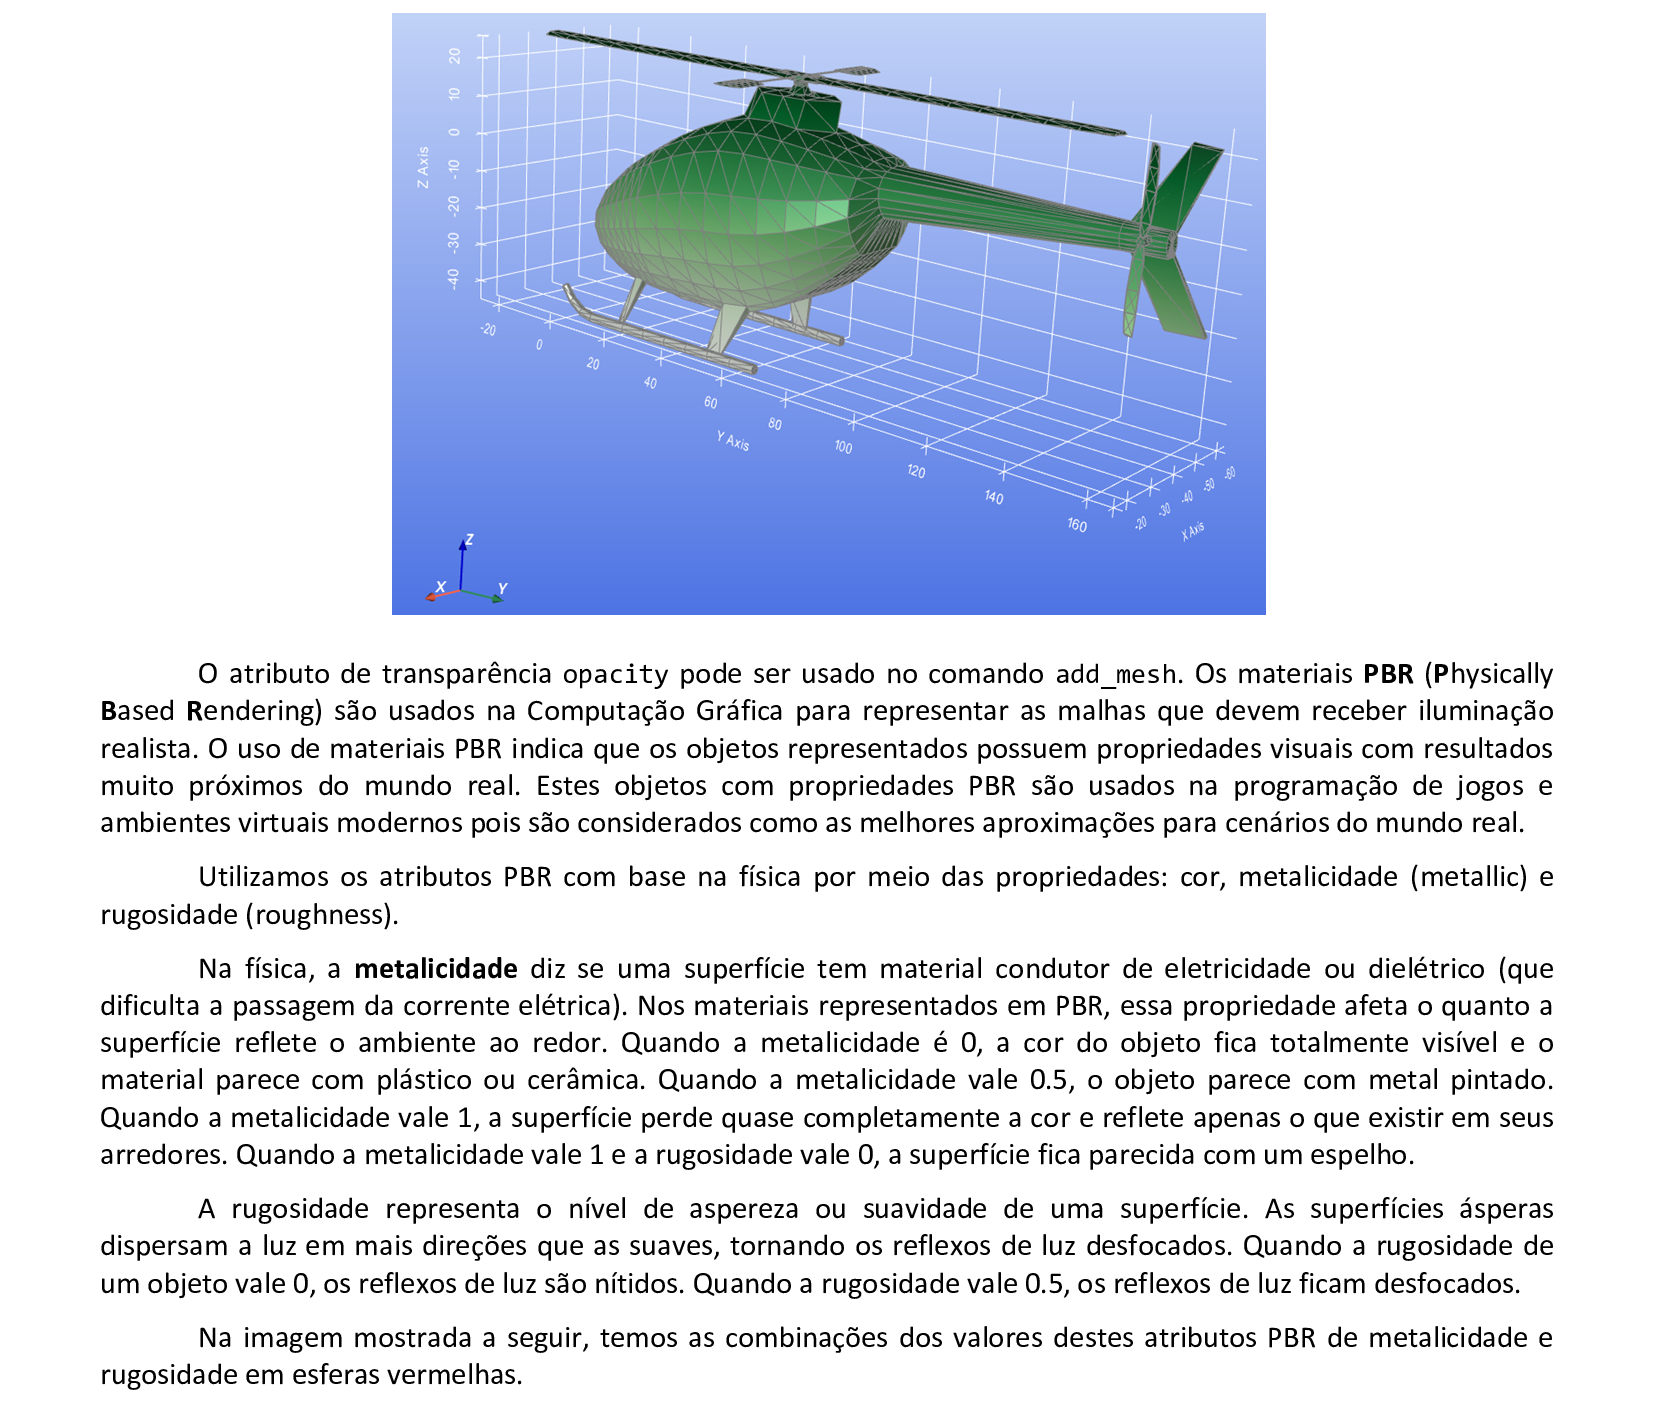 20
10
0
-10
-20
-30
-40
Z Axis
-20
0
20
40
60
80
100
120
140
160
Y Axis
-20
-30
-40
-50
-60
X Axis
Z
X
Y
O atributo de transparência opacity pode ser usado no comando add_mesh. Os materiais PBR (Physically
Based Rendering) são usados na Computação Gráfica para representar as malhas que devem receber iluminação
realista. O uso de materiais PBR indica que os objetos representados possuem propriedades visuais com resultados
muito próximos do mundo real. Estes objetos com propriedades PBR são usados na programação de jogos e
ambientes virtuais modernos pois são considerados como as melhores aproximações para cenários do mundo real.
Utilizamos os atributos PBR com base na física por meio das propriedades: cor, metalicidade (metallic) e
rugosidade (roughness).
Na física, a metalicidade diz se uma superfície tem material condutor de eletricidade ou dielétrico (que
dificulta a passagem da corrente elétrica). Nos materiais representados em PBR, essa propriedade afeta o quanto a
superfície reflete o ambiente ao redor. Quando a metalicidade é 0, a cor do objeto fica totalmente visível e o
material parece com plástico ou cerâmica. Quando a metalicidade vale 0.5, o objeto parece com metal pintado.
Quando a metalicidade vale 1, a superfície perde quase completamente a cor e reflete apenas o que existir em seus
arredores. Quando a metalicidade vale 1 e a rugosidade vale 0, a superfície fica parecida com um espelho.
A rugosidade representa o nível de aspereza ou suavidade de uma superfície. As superfícies ásperas
dispersam a luz em mais direções que as suaves, tornando os reflexos de luz desfocados. Quando a rugosidade de
um objeto vale 0, os reflexos de luz são nítidos. Quando a rugosidade vale 0.5, os reflexos de luz ficam desfocados.
Na imagem mostrada a seguir, temos as combinações dos valores destes atributos PBR de metalicidade e
rugosidade em esferas vermelhas.